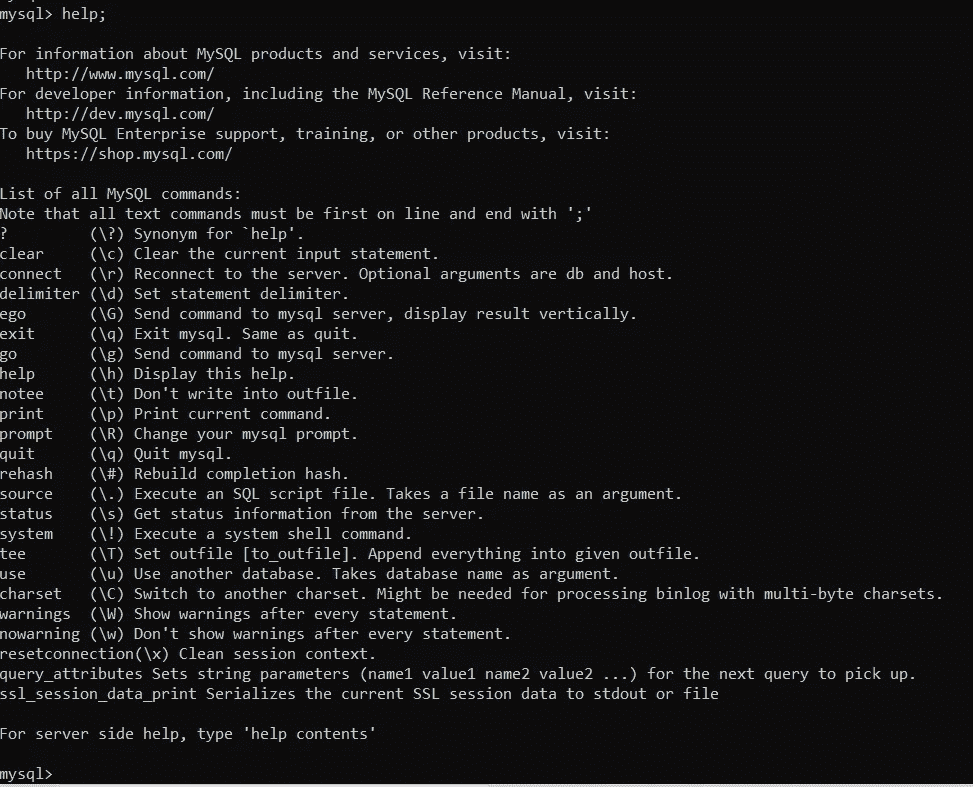 mysql> help;
For information about MySQL products and services, visit:
http://www.mysql.com/
For developer information, including the MySQL Reference Manual, visit:
http://dev.mysql.com/
To buy MySQL Enterprise support, training, or other products, visit:
https://shop.mysql.com/
List of all MySQL commands:
Note that all text commands must be first on line and end with ';'
? (\?) Synonym for `help'.
clear (\c) Clear the current input statement.
connect (\r) Reconnect to the server. Optional arguments are db and host.
delimiter (\d) Set statement delimiter.
ego (\G) Send command to mysql server, display result vertically.
exit (\q) Exit mysql. Same as quit.
go (\g) Send command to mysql server.
help (\h) Display this help.
notee (\t) Don't write into outfile.
print (\p) Print current command.
prompt (\R) Change your mysql prompt.
quit (\q) Quit mysql.
rehash (\#) Rebuild completion hash.
source (\.) Execute an SQL script file. Takes a file name as an argument.
status (\s) Get status information from the server.
system (\!) Execute a system shell command.
tee (\T) Set outfile [to_outfile]. Append everything into given outfile.
use (\u) Use another database. Takes database name as argument.
charset (\C) Switch to another charset. Might be needed for processing binlog with multi-byte charsets.
warnings (\W) Show warnings after every statement.
nowarning (\w) Don't show warnings after every statement.
resetconnection(\x) Clean session context.
query_attributes Sets string parameters (name1 value1 name2 value2 ...) for the next query to pick up.
ssl_session_data_print Serializes the current SSL session data to stdout or file
For server side help, type 'help contents'
mysql>